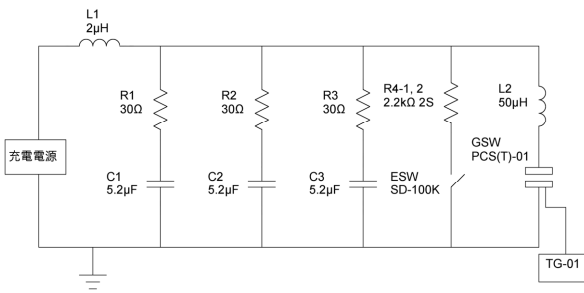 L1
2μH
R1
30Ω
R2
30Ω
R3
30Ω
R4-1, 2
2.2kΩ 2S
L2
50μH
GSW
PCS(T)-01
充電電源
C1
5.2μF
C2
5.2μF
C3
5.2μF
ESW
SD-100K
TG-01